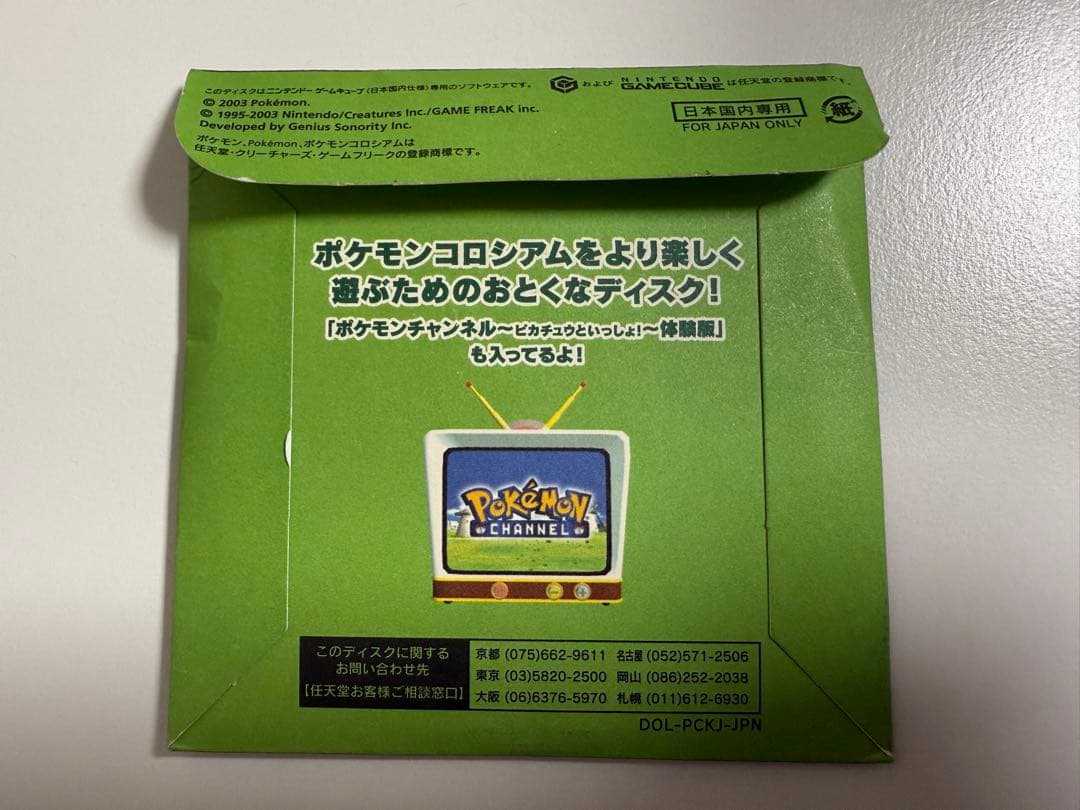 このディスクはニンテンドーゲームキューブ(日本国内仕様)専用のソフトウェアです。
および NINTENDO GAMECUBE は任天堂の登録商標です。
© 2003 Pokémon.
© 1995-2003 Nintendo/Creatures Inc./GAME FREAK inc.
Developed by Genius Sonority Inc.
日本国内専用
FOR JAPAN ONLY
紙
ポケモン、Pokémon、ポケモンコロシアムは
任天堂・クリーチャーズ・ゲームフリークの登録商標です。
ポケモンコロシアムをより楽しく
遊ぶためのおとくなディスク!
「ポケモンチャンネル〜ピカチュウといっしょ!〜体験版」
も入ってるよ!
POKéMON
CHANNEL
このディスクに関する
お問い合わせ先
【任天堂お客様ご相談窓口】
京都 (075)662-9611 名古屋 (052)571-2506
東京 (03)5820-2500 岡山 (086)252-2038
大阪 (06)6376-5970 札幌 (011)612-6930
DOL-PCKJ-JPN